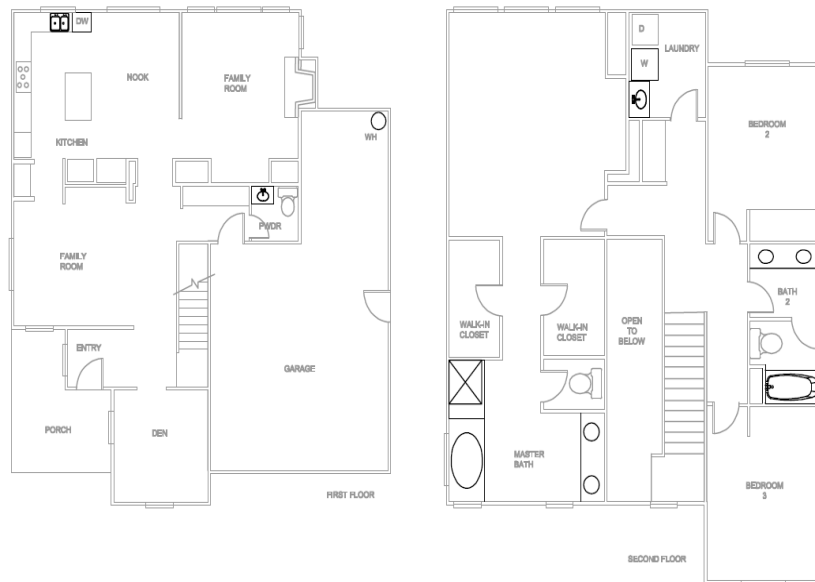 DW
NOOK
FAMILY
ROOM
KITCHEN
WH
PWDR
FAMILY
ROOM
ENTRY
GARAGE
PORCH
DEN
FIRST FLOOR
D
LAUNDRY
W
BEDROOM
2
BATH
2
WALK-IN
CLOSET
WALK-IN
CLOSET
OPEN
TO
BELOW
MASTER
BATH
BEDROOM
3
SECOND FLOOR